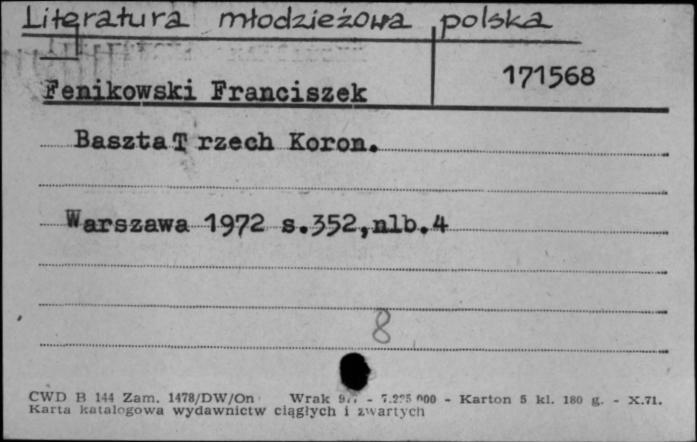 Literatura młodzieżowa polska
171568
Fenikowski Franciszek
Baszta T rzech Koron.
Warszawa 1972 s.352,nlb.4
8
CWD B 144 Zam. 1478/DW/On Wrak - Karton 5 kl. 180 g. - X.71.
Karta katalogowa wydawnictw ciągłych i zwartych